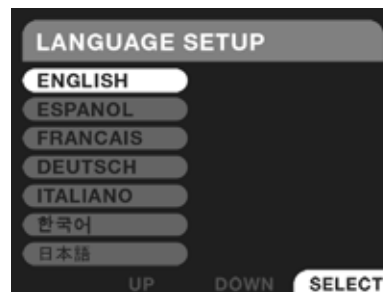 LANGUAGE SETUP
ENGLISH
ESPANOL
FRANCAIS
DEUTSCH
ITALIANO
한국어
日本語
UP DOWN SELECT